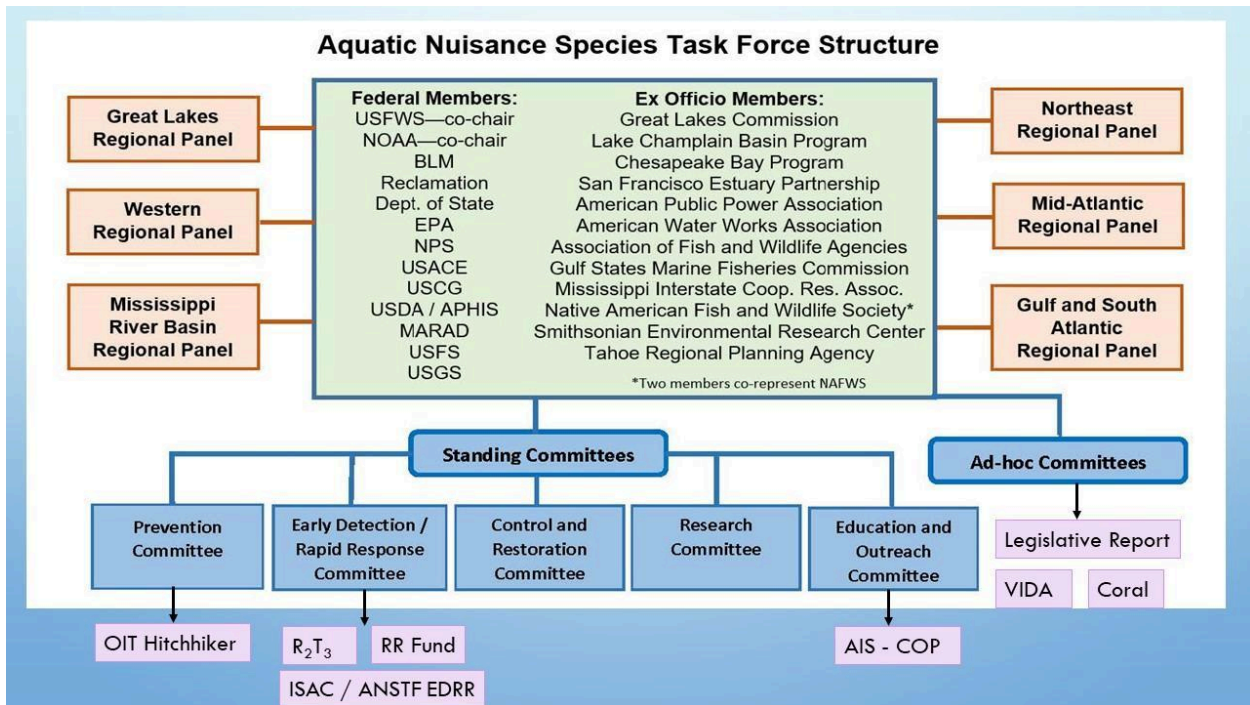 Aquatic Nuisance Species Task Force Structure
Great Lakes
Regional Panel
Western
Regional Panel
Mississippi
River Basin
Regional Panel
Federal Members:
USFWS—co-chair
NOAA—co-chair
BLM
Reclamation
Dept. of State
EPA
NPS
USACE
USCG
USDA / APHIS
MARAD
USFS
USGS
Ex Officio Members:
Great Lakes Commission
Lake Champlain Basin Program
Chesapeake Bay Program
San Francisco Estuary Partnership
American Public Power Association
American Water Works Association
Association of Fish and Wildlife Agencies
Gulf States Marine Fisheries Commission
Mississippi Interstate Coop. Res. Assoc.
Native American Fish and Wildlife Society*
Smithsonian Environmental Research Center
Tahoe Regional Planning Agency
*Two members co-represent NAFWS
Northeast
Regional Panel
Mid-Atlantic
Regional Panel
Gulf and South
Atlantic
Regional Panel
Standing Committees
Ad-hoc Committees
Prevention
Committee
Early Detection /
Rapid Response
Committee
Control and
Restoration
Committee
Research
Committee
Education and
Outreach
Committee
Legislative Report
VIDA
Coral
OIT Hitchhiker
R₂T₃
RR Fund
ISAC / ANSTF EDRR
AIS - COP